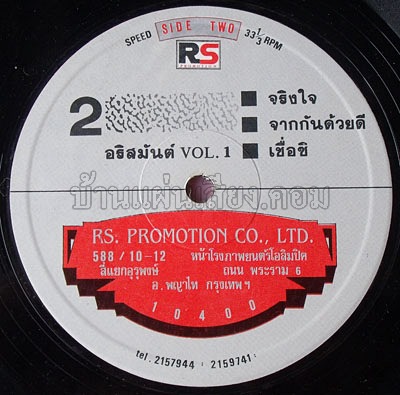 SPEED SIDE TWO 33 1/3 RPM
RS
PROMOTION
2
จริงใจ
จากกันด้วยดี
อริสมันต์ VOL. 1
เชื่อซิ
บ้านแผ่นเสียง.คอม
RS. PROMOTION CO., LTD.
588 / 10-12 หน้าโรงภาพยนตร์โอลิมปิค
สี่แยกอุรุพงษ์ ถนน พระราม 6
อ.พญาไท กรุงเทพฯ
10400
tel. 2157944 : 2159741: